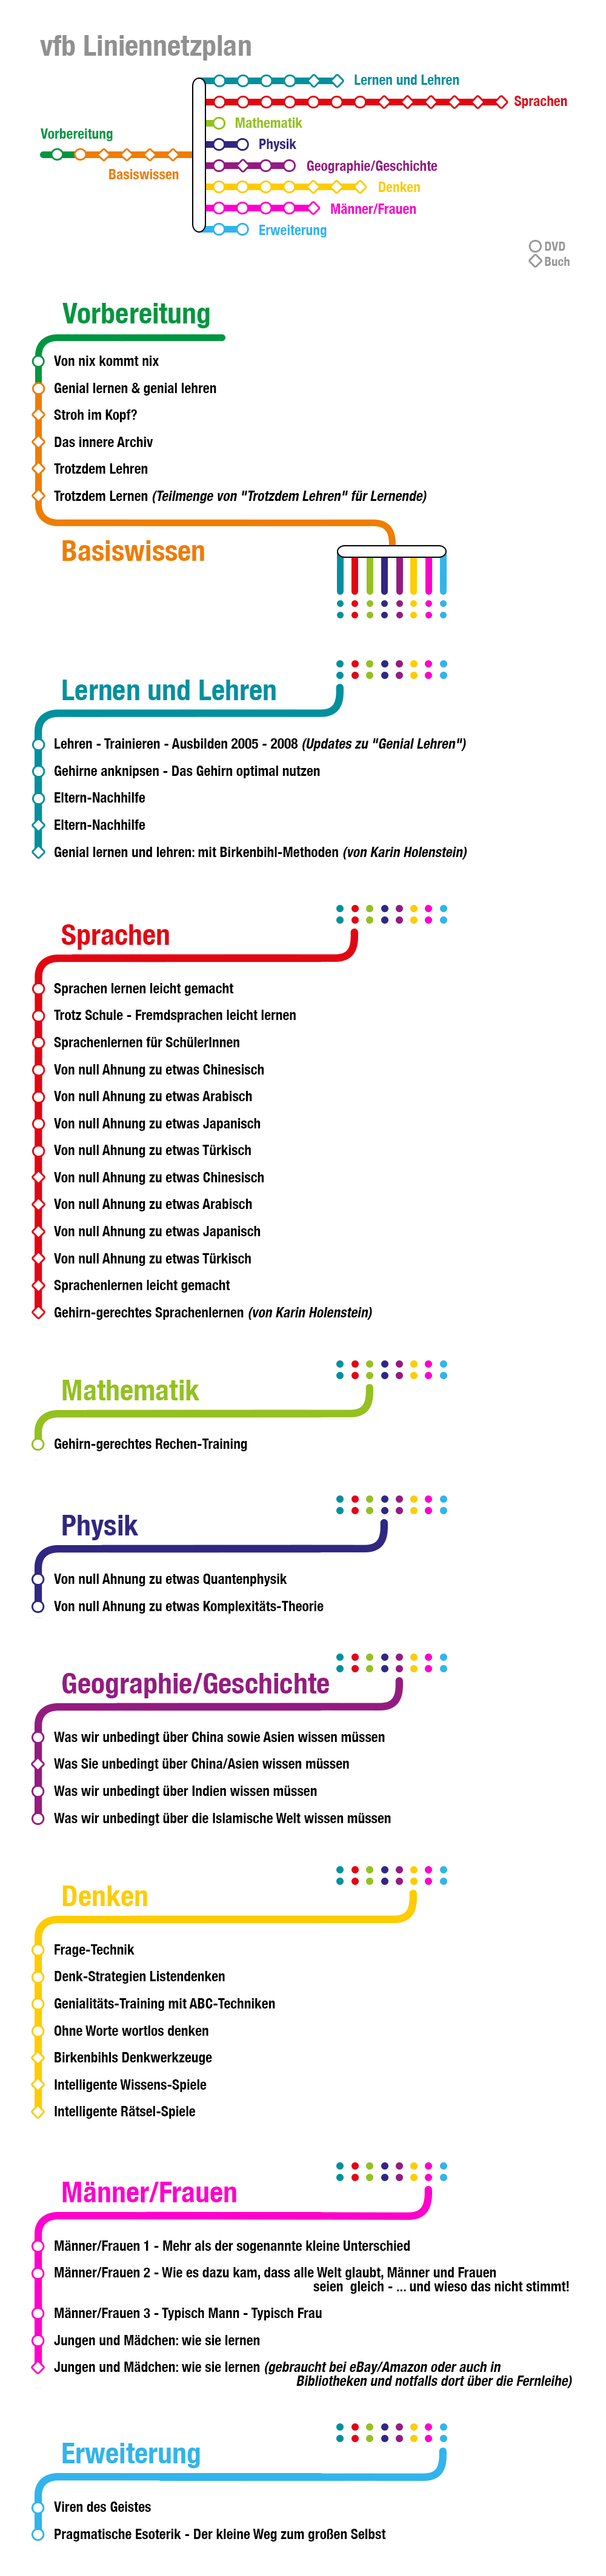 vfb Liniennetzplan
Lernen und Lehren
Sprachen
Mathematik
Vorbereitung
Physik
Geographie/Geschichte
Basiswissen
Denken
Männer/Frauen
Erweiterung
DVD
Buch
Vorbereitung
Von nix kommt nix
Genial lernen & genial lehren
Stroh im Kopf?
Das innere Archiv
Trotzdem Lehren
Trotzdem Lernen (Teilmenge von "Trotzdem Lehren" für Lernende)
Basiswissen
Lernen und Lehren
Lehren - Trainieren - Ausbilden 2005 - 2008 (Updates zu "Genial Lehren")
Gehirne anknipsen - Das Gehirn optimal nutzen
Eltern-Nachhilfe
Eltern-Nachhilfe
Genial lernen und lehren: mit Birkenbihl-Methoden (von Karin Holenstein)
Sprachen
Sprachen lernen leicht gemacht
Trotz Schule - Fremdsprachen leicht lernen
Sprachenlernen für SchülerInnen
Von null Ahnung zu etwas Chinesisch
Von null Ahnung zu etwas Arabisch
Von null Ahnung zu etwas Japanisch
Von null Ahnung zu etwas Türkisch
Von null Ahnung zu etwas Chinesisch
Von null Ahnung zu etwas Arabisch
Von null Ahnung zu etwas Japanisch
Von null Ahnung zu etwas Türkisch
Sprachenlernen leicht gemacht
Gehirn-gerechtes Sprachenlernen (von Karin Holenstein)
Mathematik
Gehirn-gerechtes Rechen-Training
Physik
Von null Ahnung zu etwas Quantenphysik
Von null Ahnung zu etwas Komplexitäts-Theorie
Geographie/Geschichte
Was wir unbedingt über China sowie Asien wissen müssen
Was Sie unbedingt über China/Asien wissen müssen
Was wir unbedingt über Indien wissen müssen
Was wir unbedingt über die Islamische Welt wissen müssen
Denken
Frage-Technik
Denk-Strategien Listendenken
Genialitäts-Training mit ABC-Techniken
Ohne Worte wortlos denken
Birkenbihls Denkwerkzeuge
Intelligente Wissens-Spiele
Intelligente Rätsel-Spiele
Männer/Frauen
Männer/Frauen 1 - Mehr als der sogenannte kleine Unterschied
Männer/Frauen 2 - Wie es dazu kam, dass alle Welt glaubt, Männer und Frauen
seien gleich - ... und wieso das nicht stimmt!
Männer/Frauen 3 - Typisch Mann - Typisch Frau
Jungen und Mädchen: wie sie lernen
Jungen und Mädchen: wie sie lernen (gebraucht bei eBay/Amazon oder auch in
Bibliotheken und notfalls dort über die Fernleihe)
Erweiterung
Viren des Geistes
Pragmatische Esoterik - Der kleine Weg zum großen Selbst